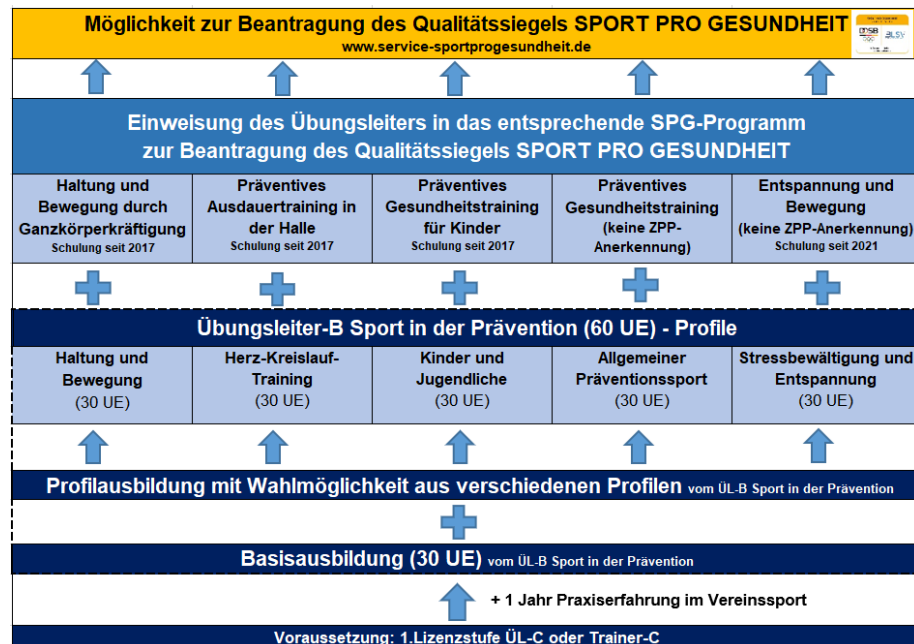 Möglichkeit zur Beantragung des Qualitätssiegels SPORT PRO GESUNDHEIT
www.service-sportprogesundheit.de
DOSB
BLSV
Einweisung des Übungsleiters in das entsprechende SPG-Programm
zur Beantragung des Qualitätssiegels SPORT PRO GESUNDHEIT
Haltung und
Bewegung durch
Ganzkörperkräftigung
Schulung seit 2017
Präventives
Ausdauertraining in
der Halle
Schulung seit 2017
Präventives
Gesundheitstraining
für Kinder
Schulung seit 2017
Präventives
Gesundheitstraining
(keine ZPP-
Anerkennung)
Entspannung und
Bewegung
(keine ZPP-Anerkennung)
Schulung seit 2021
Übungsleiter-B Sport in der Prävention (60 UE) - Profile
Haltung und
Bewegung
(30 UE)
Herz-Kreislauf-
Training
(30 UE)
Kinder und
Jugendliche
(30 UE)
Allgemeiner
Präventionssport
(30 UE)
Stressbewältigung und
Entspannung
(30 UE)
Profilausbildung mit Wahlmöglichkeit aus verschiedenen Profilen vom ÜL-B Sport in der Prävention
Basisausbildung (30 UE) vom ÜL-B Sport in der Prävention
+ 1 Jahr Praxiserfahrung im Vereinssport
Voraussetzung: 1.Lizenzstufe ÜL-C oder Trainer-C